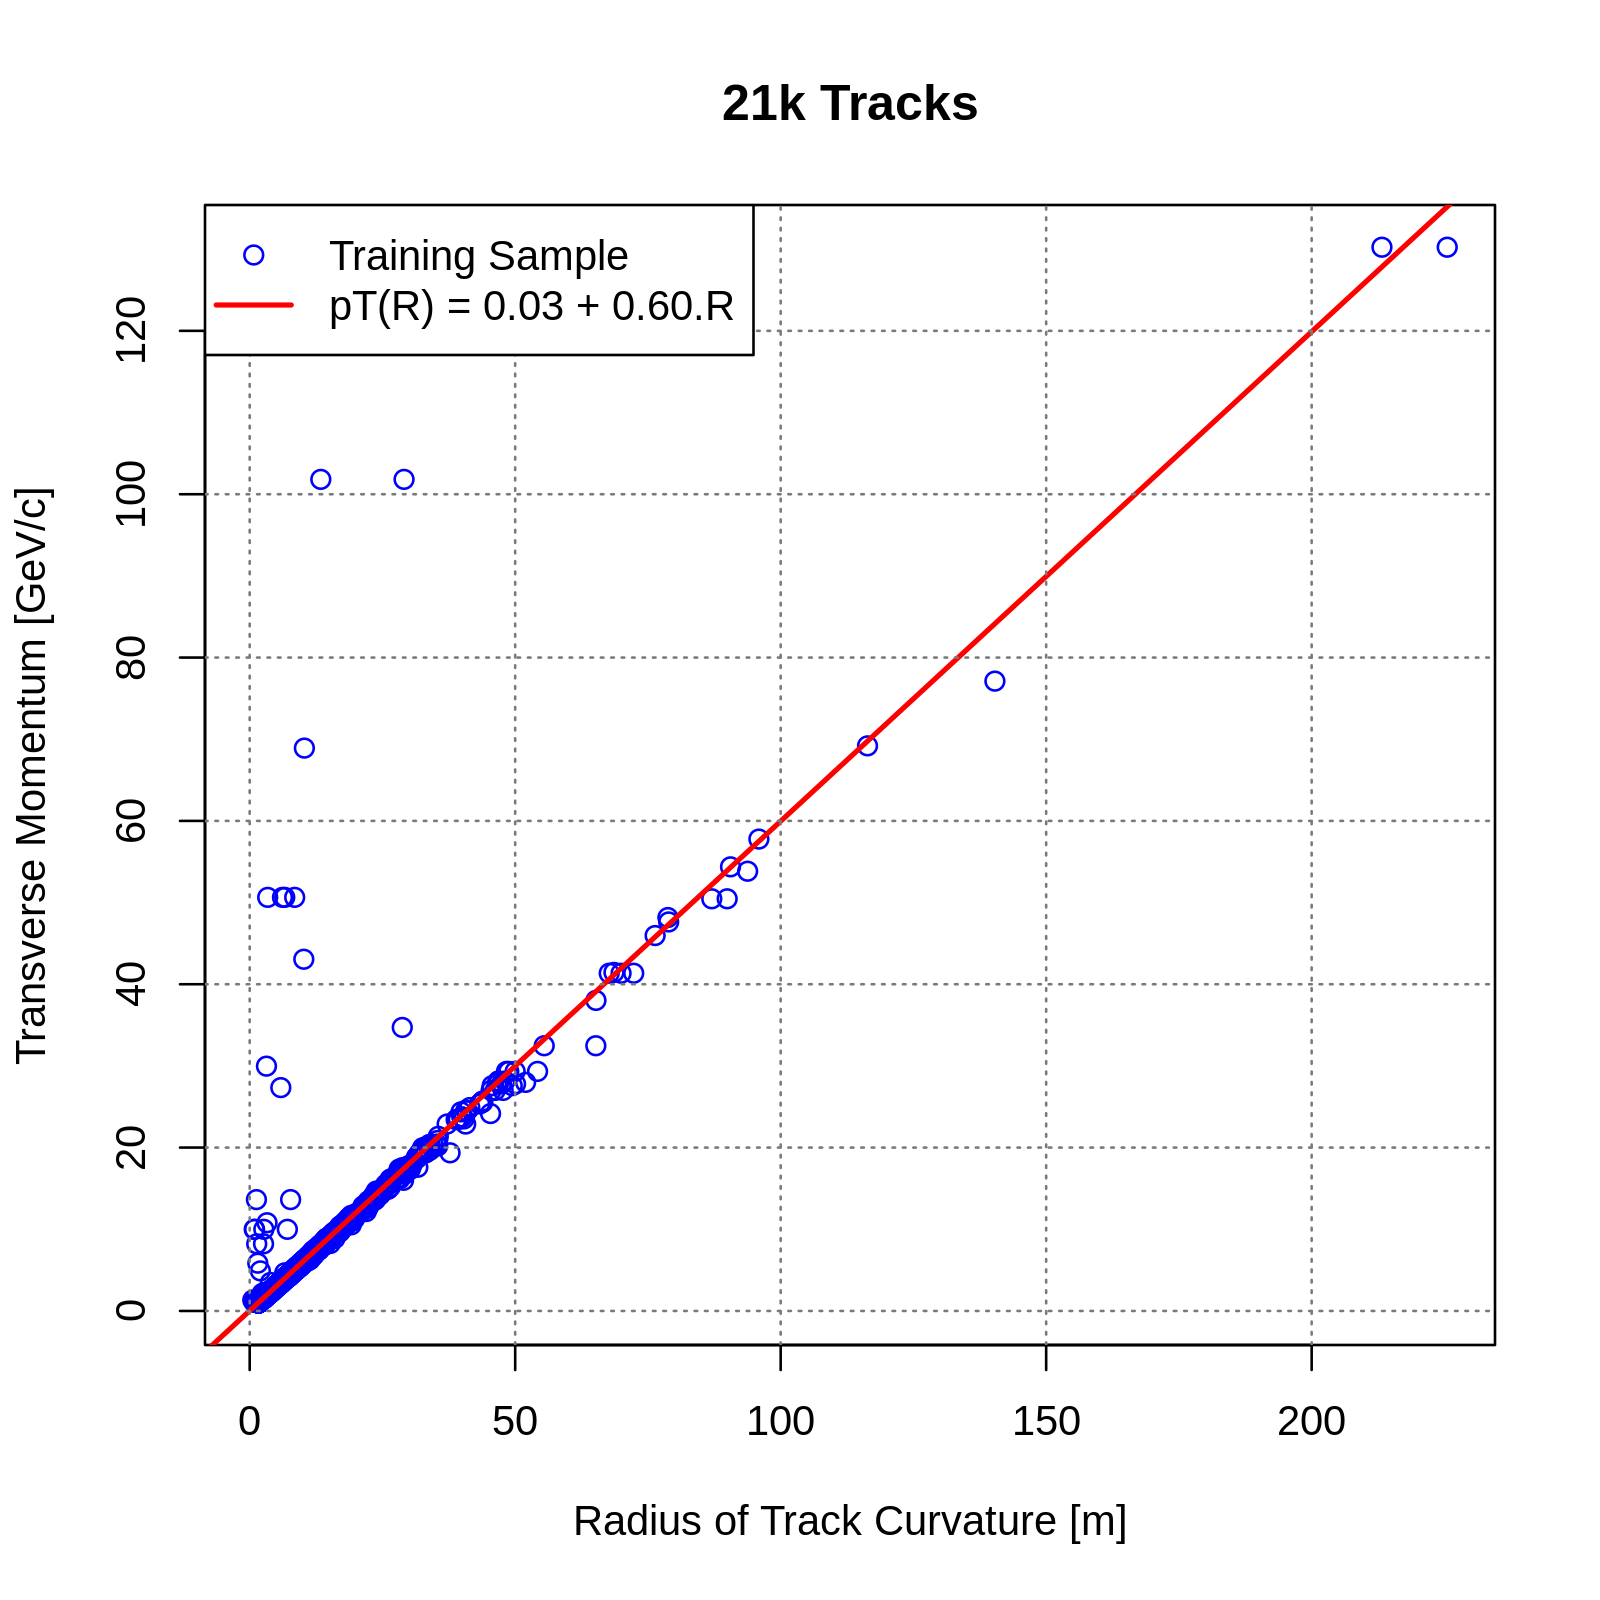 21k Tracks
Training Sample
pT(R) = 0.03 + 0.60.R
Transverse Momentum [GeV/c]
120
100
80
60
40
20
0
0 50 100 150 200
Radius of Track Curvature [m]